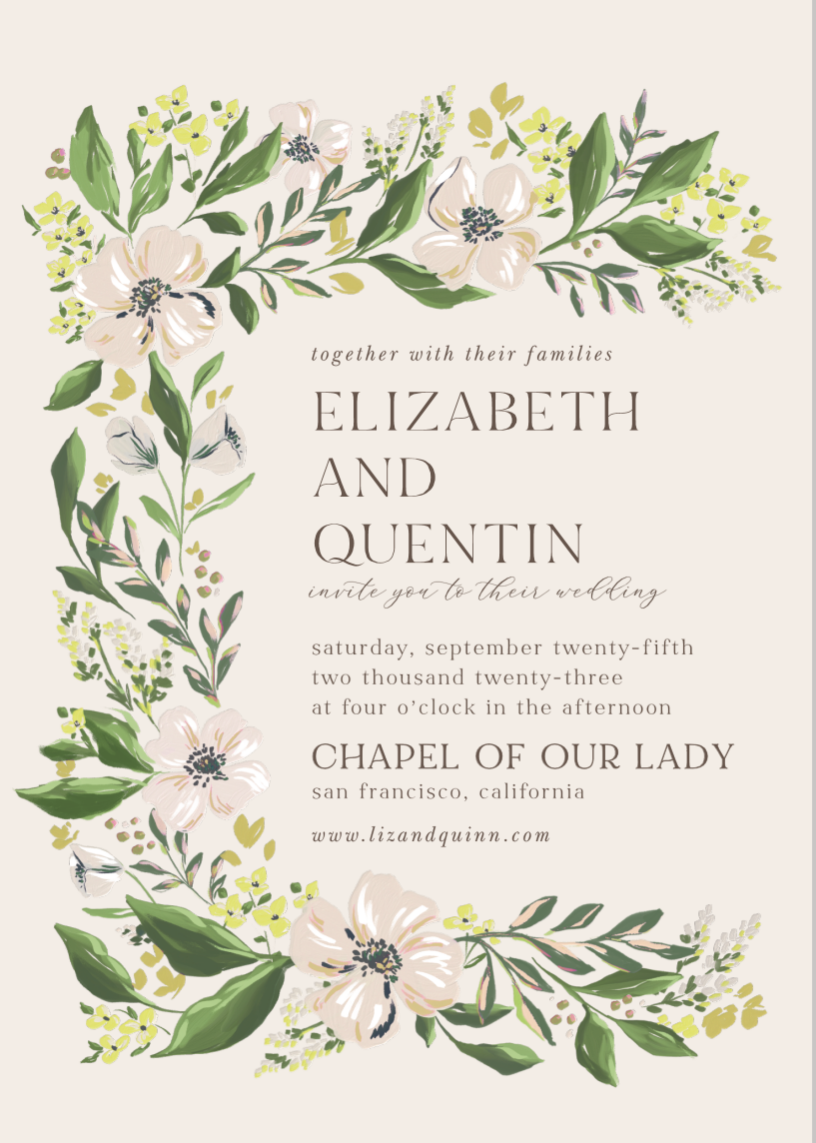 together with their families
ELIZABETH
AND
QUENTIN
invite you to their wedding
saturday, september twenty-fifth
two thousand twenty-three
at four o’clock in the afternoon
CHAPEL OF OUR LADY
san francisco, california
www.lizandquinn.com